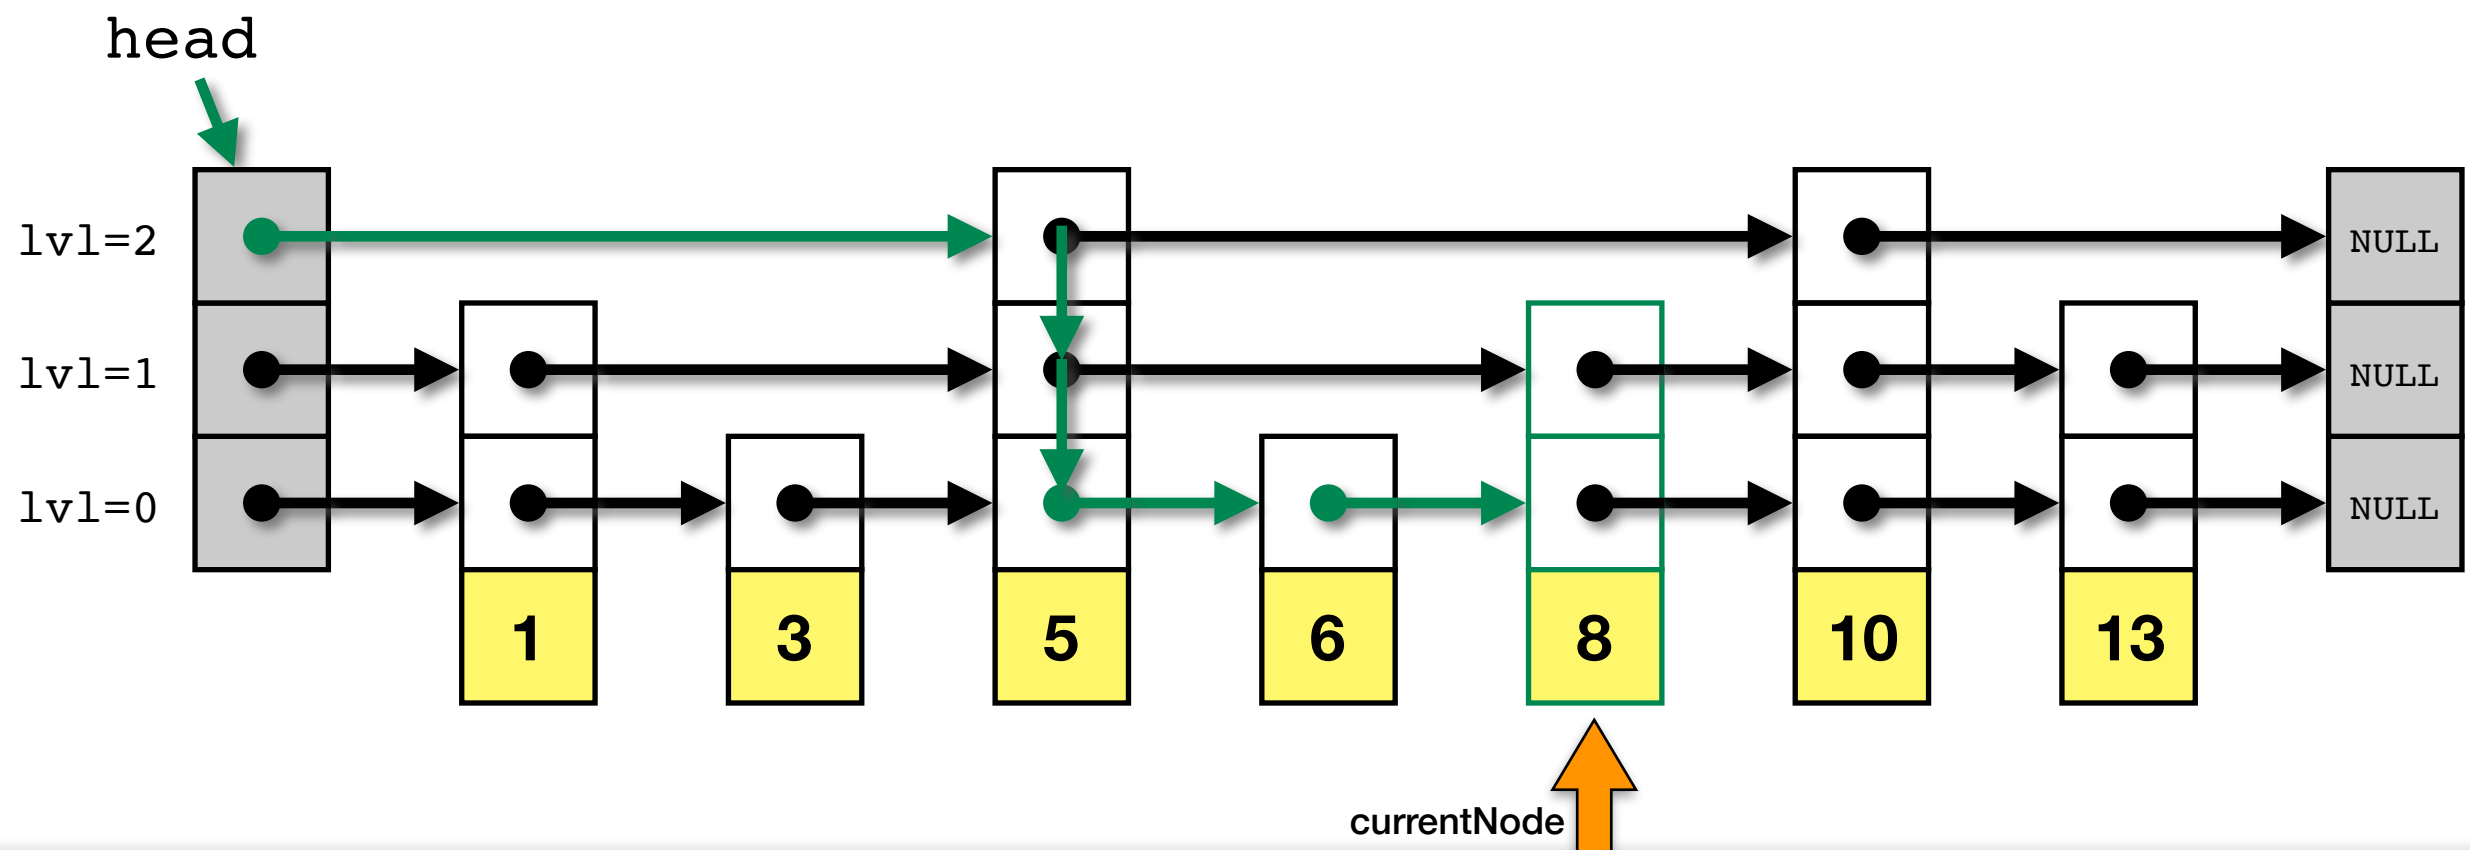 head
lvl=2 NULL
lvl=1 NULL
lvl=0 NULL
1 3 5 6 8 10 13
currentNode